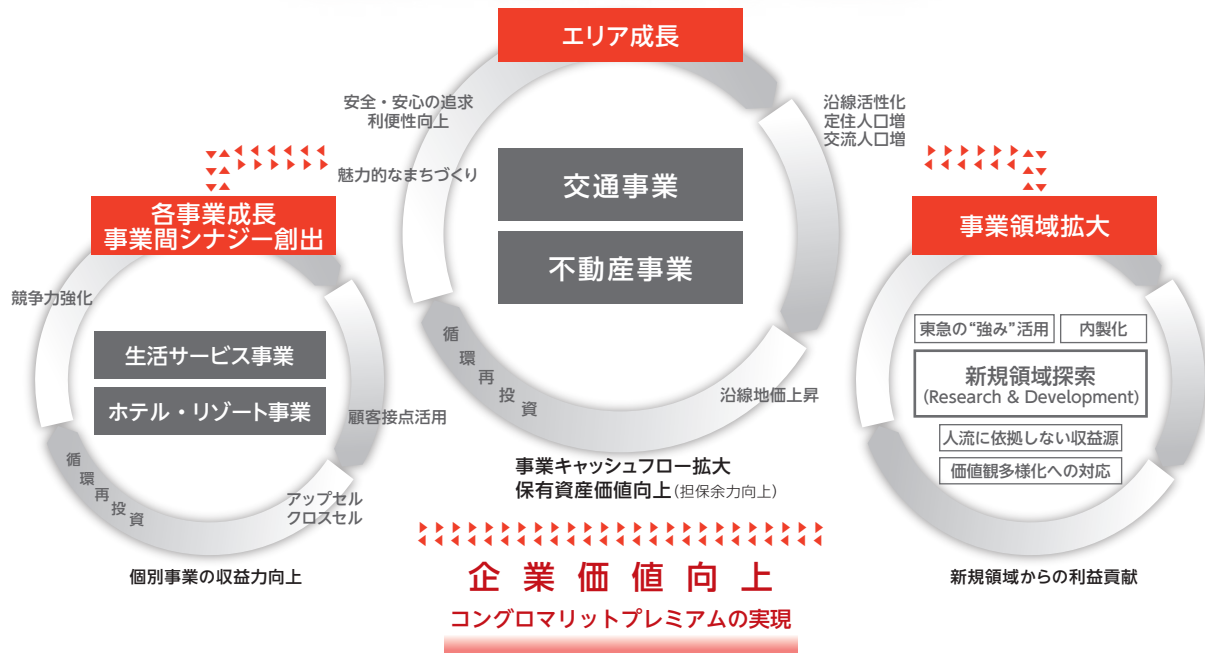 エリア成長
安全・安心の追求
利便性向上
魅力的なまちづくり
沿線活性化
定住人口増
交流人口増
交通事業
不動産事業
循環再投資
沿線地価上昇
事業キャッシュフロー拡大
保有資産価値向上(担保余力向上)
各事業成長
事業間シナジー創出
競争力強化
生活サービス事業
ホテル・リゾート事業
顧客接点活用
循環再投資
アップセル
クロスセル
個別事業の収益力向上
事業領域拡大
東急の“強み”活用
内製化
新規領域探索
(Research & Development)
人流に依拠しない収益源
価値観多様化への対応
新規領域からの利益貢献
企業価値向上
コングロマリットプレミアムの実現